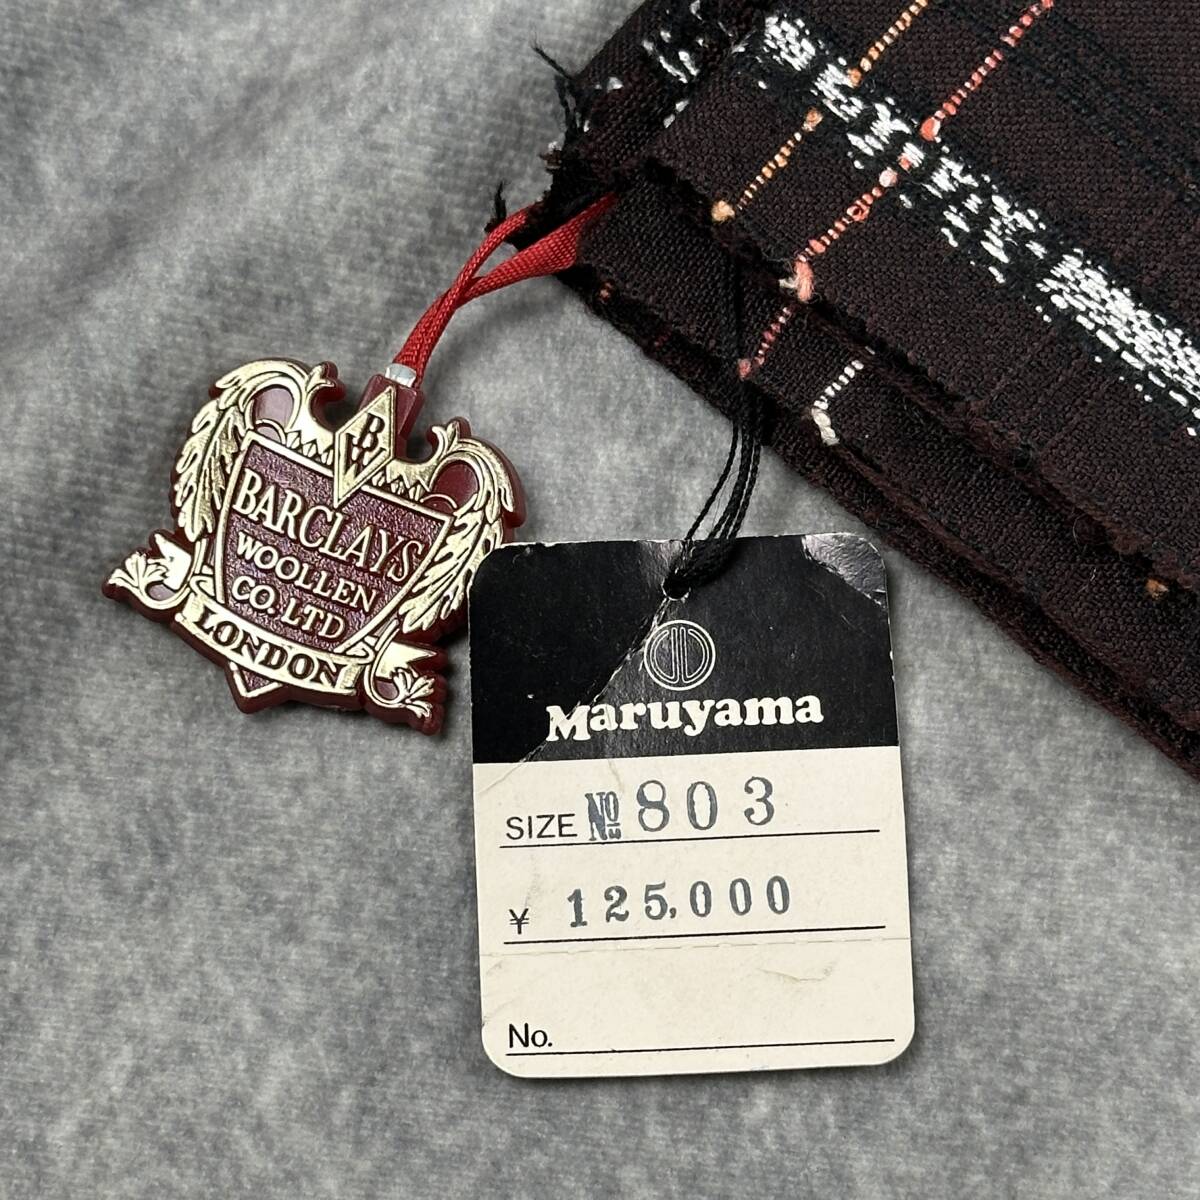 BW
BARCLAYS
WOOLLEN
CO. LTD
LONDON
Maruyama
SIZE № 803
¥ 125,000
No.